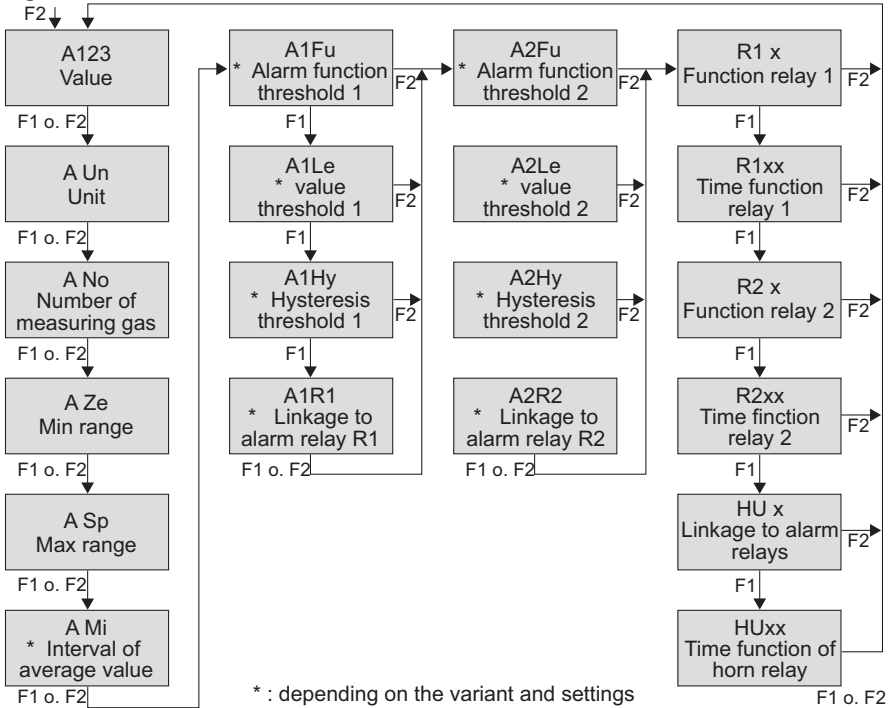 F2
A123
Value
F1 o. F2
A Un
Unit
F1 o. F2
A No
Number of
measuring gas
F1 o. F2
A Ze
Min range
F1 o. F2
A Sp
Max range
F1 o. F2
A Mi
* Interval of
average value
F1 o. F2
A1Fu
* Alarm function
threshold 1
F2
F1
A1Le
* value
threshold 1
F2
F1
A1Hy
* Hysteresis
threshold 1
F2
F1
A1R1
* Linkage to
alarm relay R1
F1 o. F2
A2Fu
* Alarm function
threshold 2
F2
A2Le
* value
threshold 2
F2
A2Hy
* Hysteresis
threshold 2
F2
A2R2
* Linkage to
alarm relay R2
F1 o. F2
R1 x
Function relay 1
F2
F1
R1xx
Time function
relay 1
F2
F1
R2 x
Function relay 2
F2
F1
R2xx
Time finction
relay 2
F2
F1
HU x
Linkage to alarm
relays
F2
F1
HUxx
Time function of
horn relay
F1 o. F2
* : depending on the variant and settings